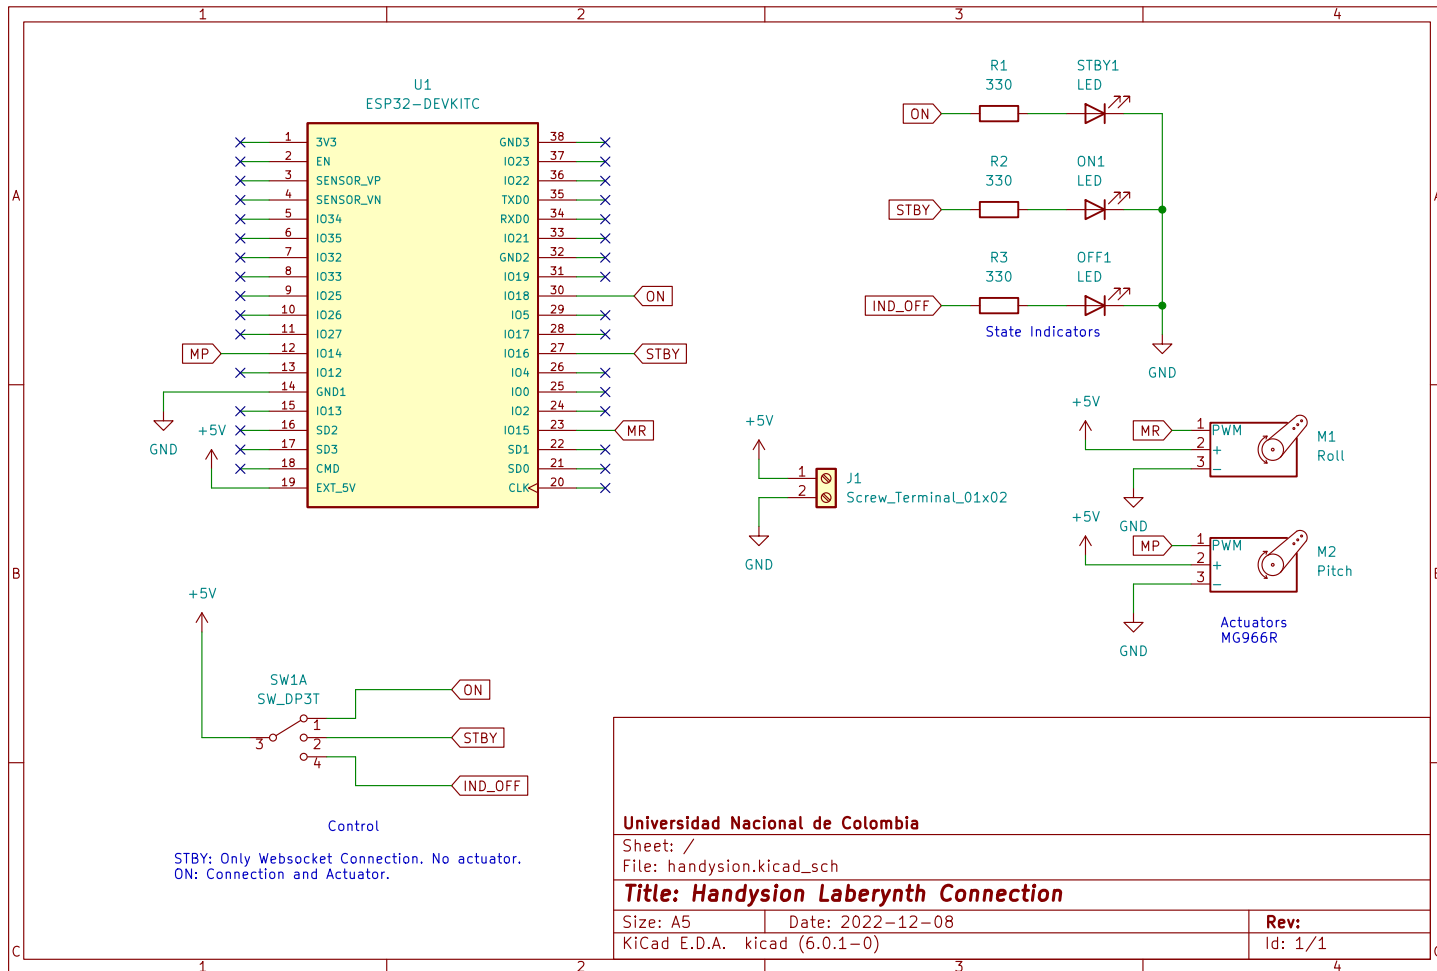 1 2 3 4
A
B
C
U1
ESP32-DEVKITC
1 3V3
2 EN
3 SENSOR_VP
4 SENSOR_VN
5 IO34
6 IO35
7 IO32
8 IO33
9 IO25
10 IO26
11 IO27
MP 12 IO14
13 IO12
14 GND1
15 IO13
16 SD2
17 SD3
18 CMD
19 EXT_5V
GND
+5V
GND3 38
IO23 37
IO22 36
TXD0 35
RXD0 34
IO21 33
GND2 32
IO19 31
IO18 30 ON
IO5 29
IO17 28
IO16 27 STBY
IO4 26
IO0 25
IO2 24
IO15 23 MR
SD1 22
SD0 21
CLK 20
R1 STBY1
330 LED
ON
R2 ON1
330 LED
STBY
R3 OFF1
330 LED
IND_OFF
State Indicators
GND
+5V
1 J1
2 Screw_Terminal_01x02
GND
+5V
MR 1 PWM
2 +
3 −
M1
Roll
GND
+5V
MP 1 PWM
2 +
3 −
M2
Pitch
GND
Actuators
MG966R
+5V
SW1A
SW_DP3T
3
1 ON
2 STBY
4 IND_OFF
Control
STBY: Only Websocket Connection. No actuator.
ON: Connection and Actuator.
Universidad Nacional de Colombia
Sheet: /
File: handysion.kicad_sch
Title: Handysion Laberynth Connection
Size: A5 Date: 2022-12-08 Rev:
KiCad E.D.A. kicad (6.0.1-0) Id: 1/1
1 2 3 4